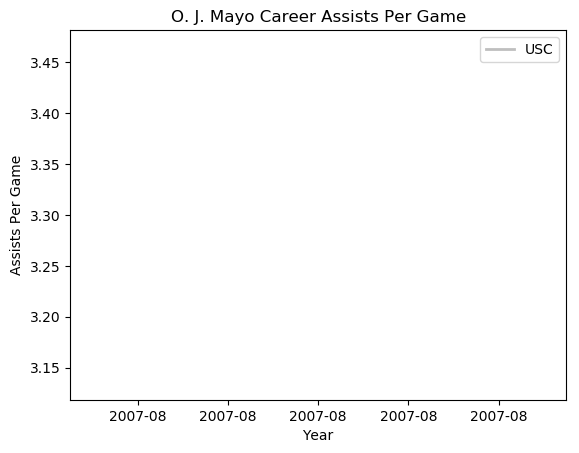 O. J. Mayo Career Assists Per Game
USC
3.45
3.40
3.35
3.30
3.25
3.20
3.15
Assists Per Game
2007-08 2007-08 2007-08 2007-08 2007-08
Year